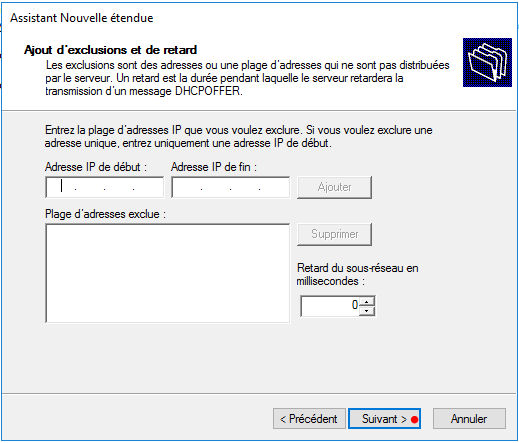 Assistant Nouvelle étendue
Ajout d'exclusions et de retard
Les exclusions sont des adresses ou une plage d'adresses qui ne sont pas distribuées
par le serveur. Un retard est la durée pendant laquelle le serveur retardera la
transmission d'un message DHCPOFFER.
Entrez la plage d'adresses IP que vous voulez exclure. Si vous voulez exclure une
adresse unique, entrez uniquement une adresse IP de début.
Adresse IP de début :
Adresse IP de fin :
Ajouter
Plage d'adresses exclue :
Supprimer
Retard du sous-réseau en
millisecondes :
0
< Précédent
Suivant >
Annuler